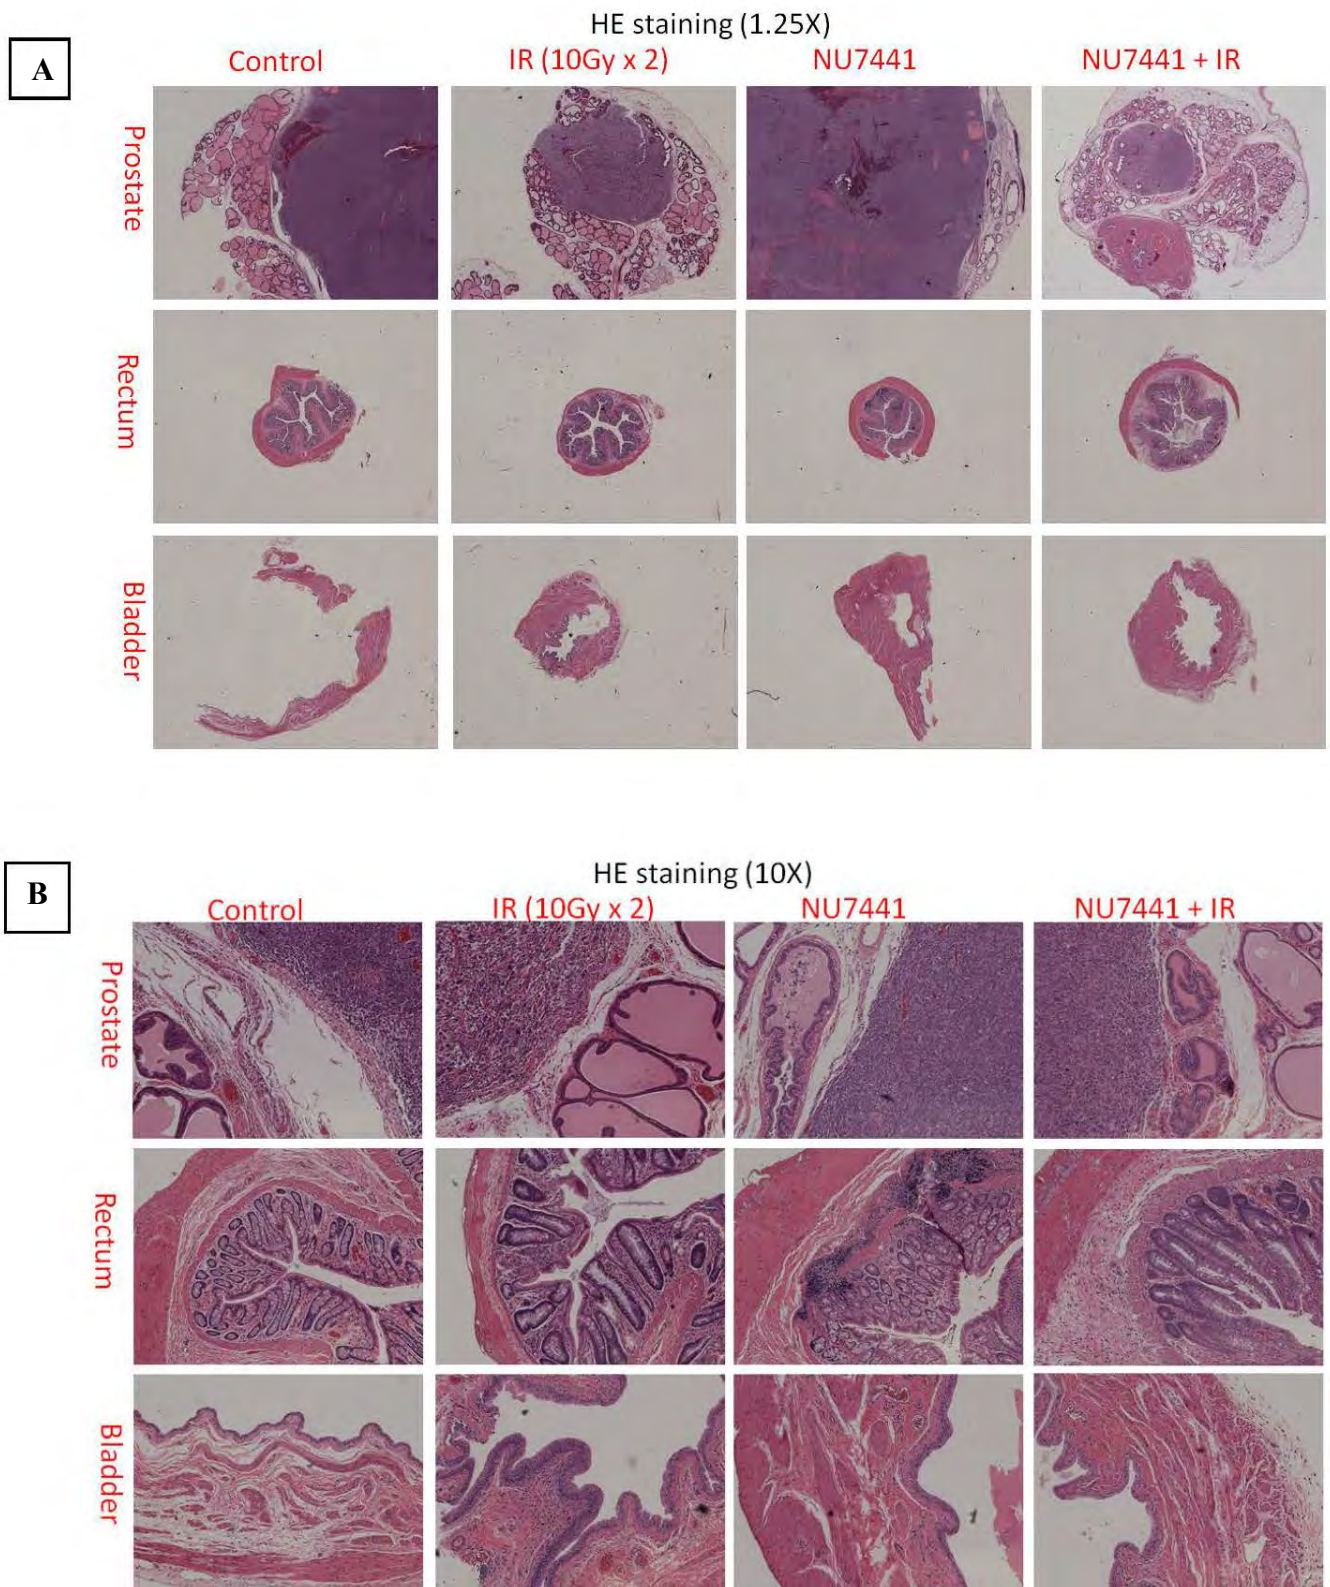 HE staining (1.25X)
A
Control IR (10Gy x 2) NU7441 NU7441 + IR
Prostate
Rectum
Bladder
HE staining (10X)
B
Control IR (10Gy x 2) NU7441 NU7441 + IR
Prostate
Rectum
Bladder